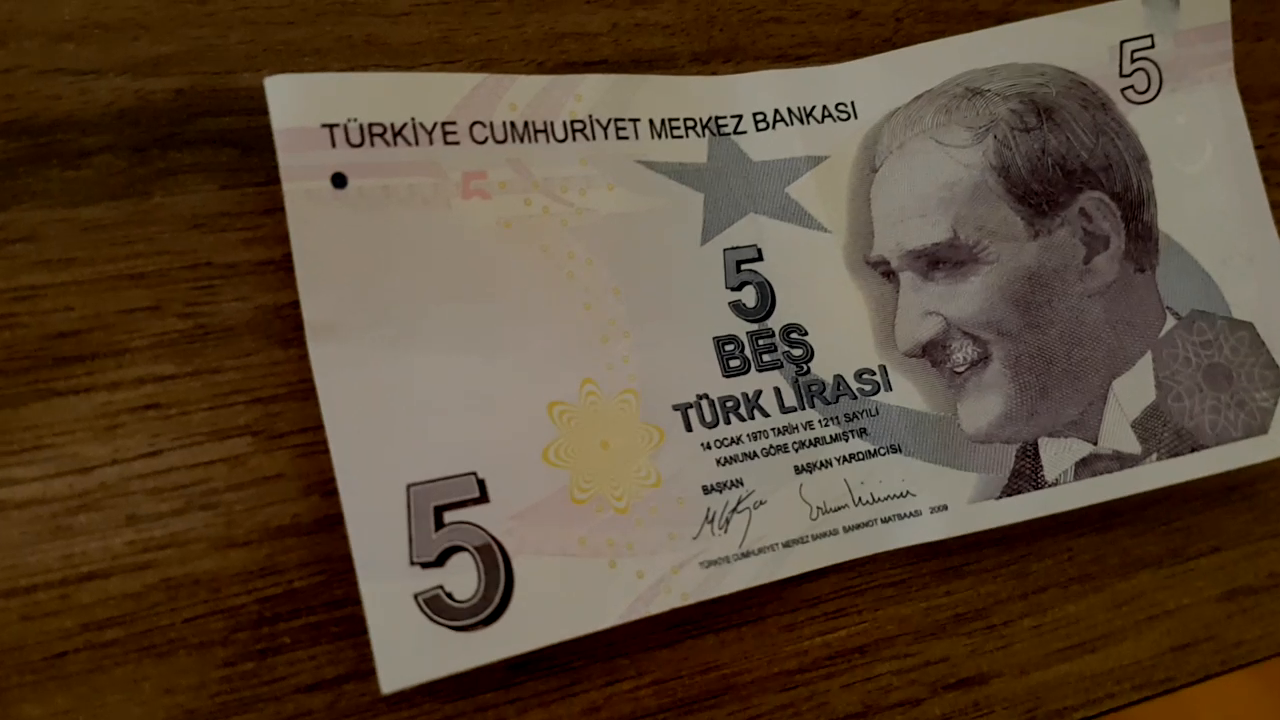 TÜRKİYE CUMHURİYET MERKEZ BANKASI
5
5
5
BEŞ
TÜRK LİRASI
14 OCAK 1970 TARİH VE 1211 SAYILI
KANUNA GÖRE ÇIKARILMIŞTIR.
BAŞKAN
BAŞKAN YARDIMCISI
TÜRKİYE CUMHURİYET MERKEZ BANKASI BANKNOT MATBAASI 2009
5